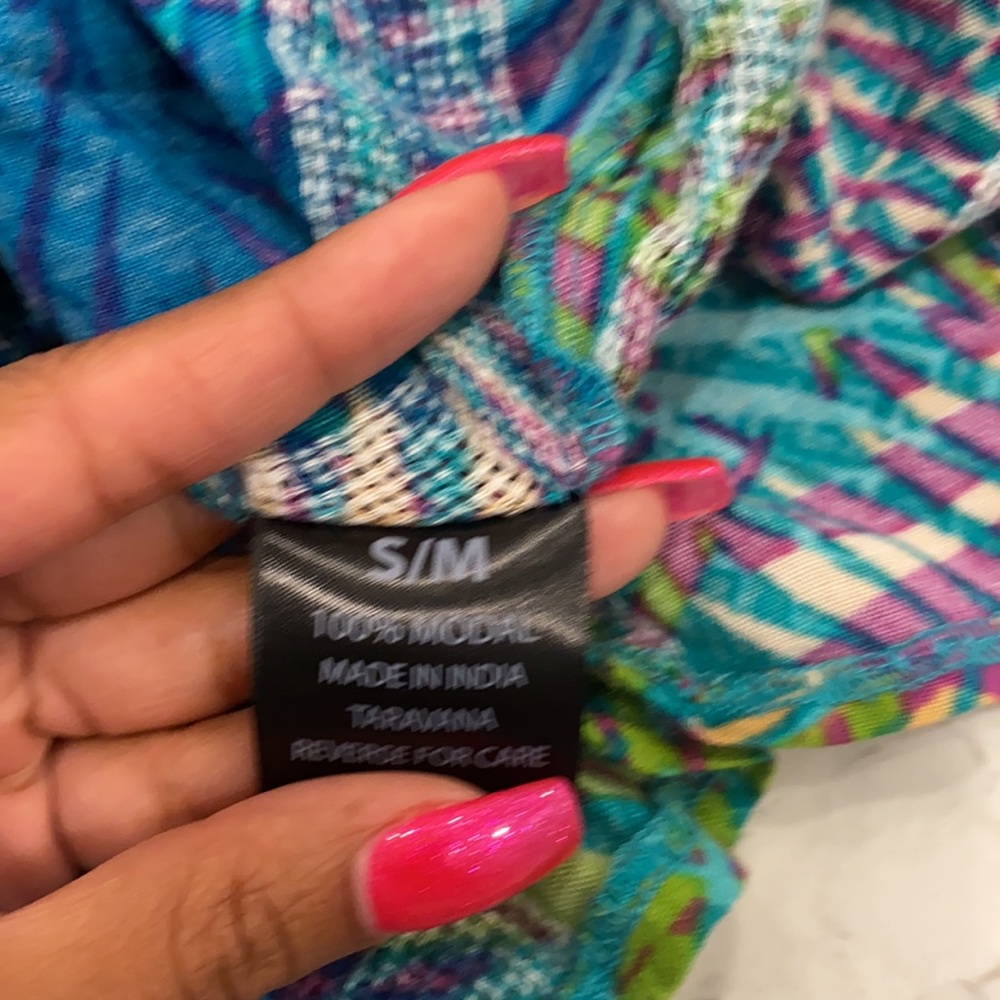 S/M
100% MODAL
MADE IN INDIA
TARAVANA
REVERSE FOR CARE